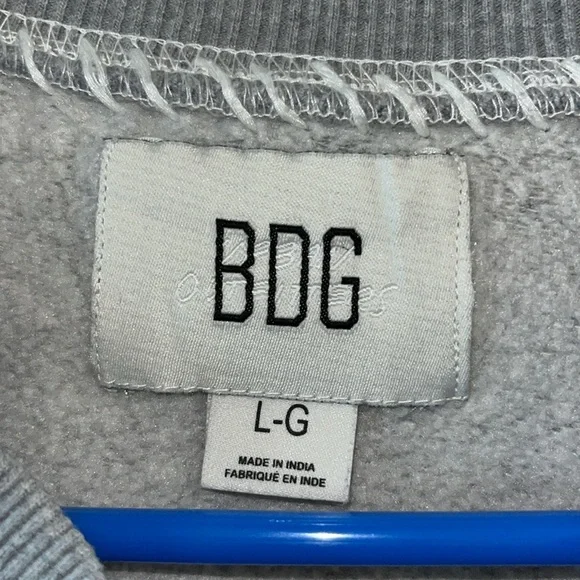 BDG
L-G
MADE IN INDIA
FABRIQUÉ EN INDE